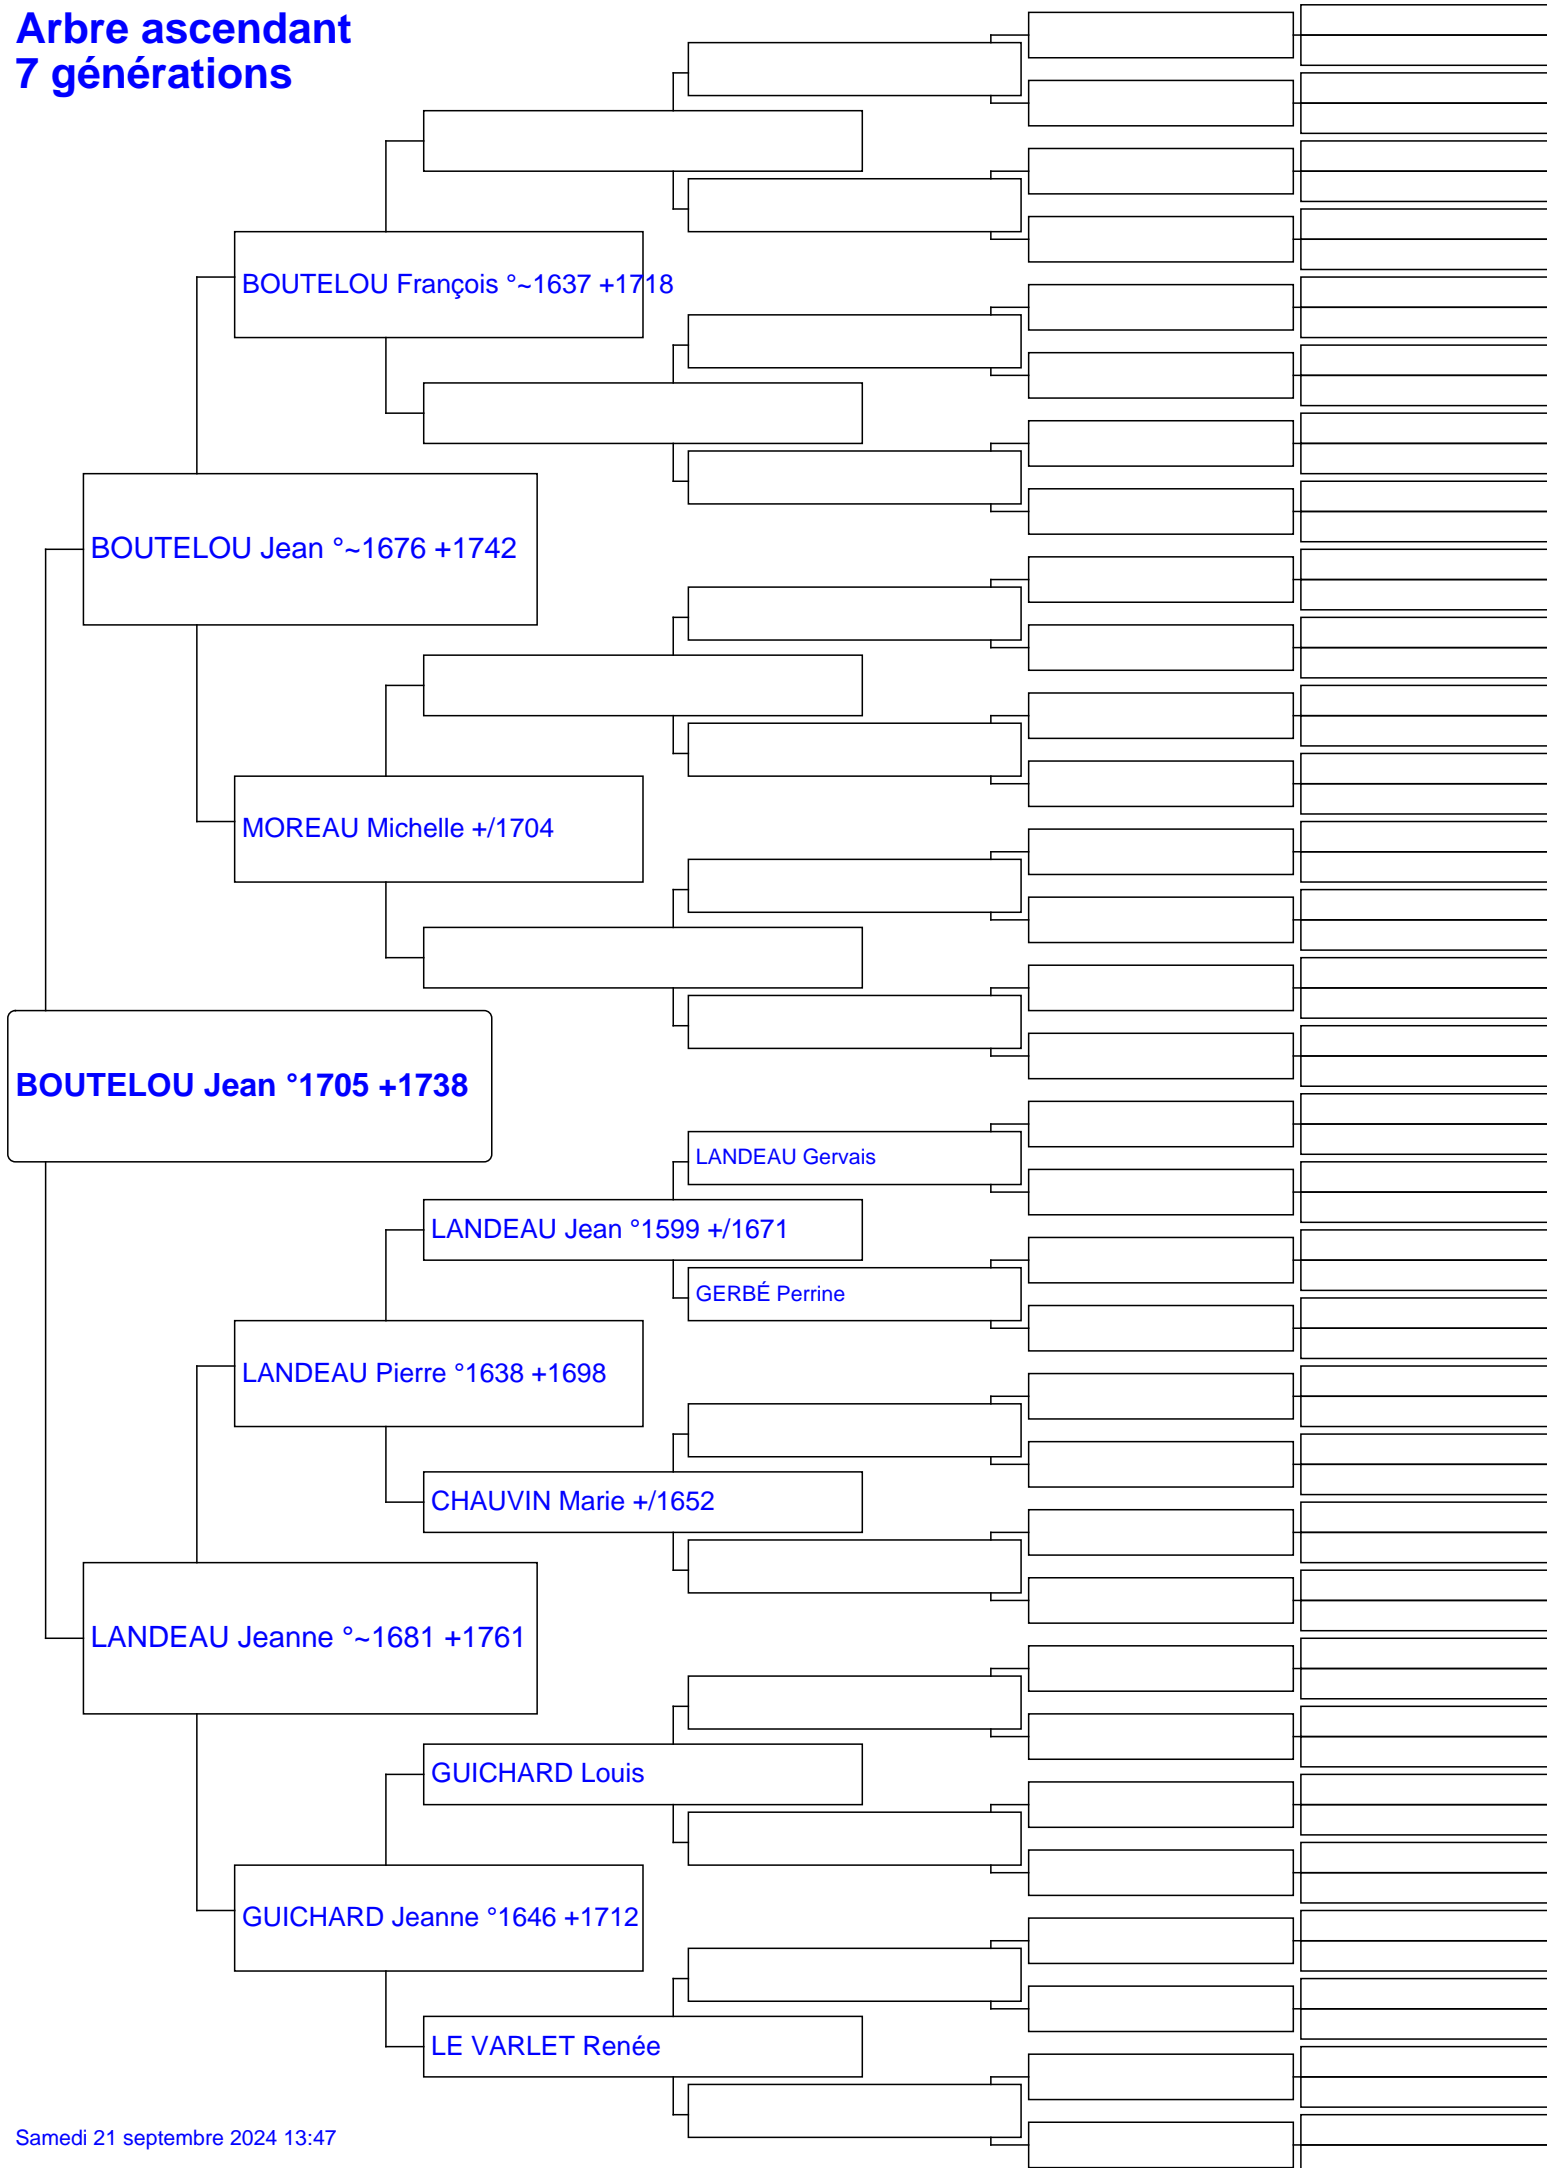 Arbre ascendant
7 générations
BOUTELOU François °~1637 +1718
BOUTELOU Jean °~1676 +1742
MOREAU Michelle +/1704
BOUTELOU Jean °1705 +1738
LANDEAU Gervais
LANDEAU Jean °1599 +/1671
GERBÉ Perrine
LANDEAU Pierre °1638 +1698
CHAUVIN Marie +/1652
LANDEAU Jeanne °~1681 +1761
GUICHARD Louis
GUICHARD Jeanne °1646 +1712
LE VARLET Renée
Samedi 21 septembre 2024 13:47